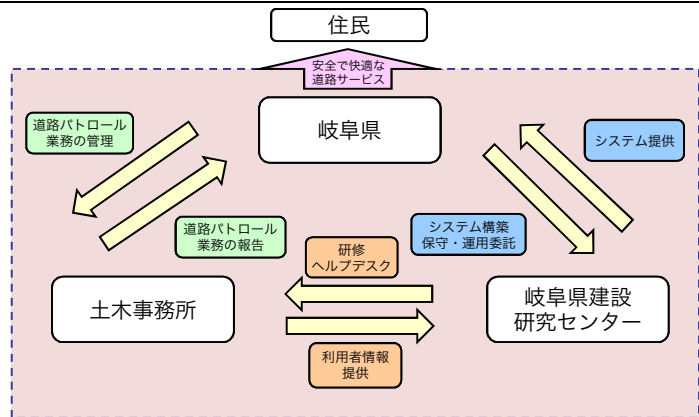 住民
安全で快適な
道路サービス
岐阜県
道路パトロール
業務の管理
システム提供
道路パトロール
業務の報告
システム構築
保守・運用委託
研修
ヘルプデスク
土木事務所
岐阜県建設
研究センター
利用者情報
提供